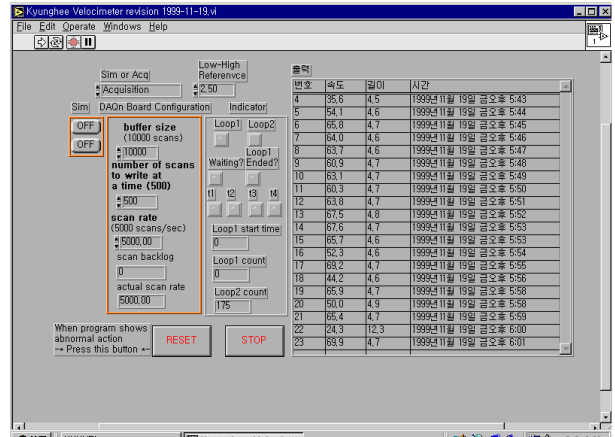 Kyunghee Velocimeter revision 1999-11-19.vi
File Edit Operate Windows Help
Sim or Acq
Acquisition
Low-High
Referenvce
2,50
Sim DAQn Board Configuration Indicator
OFF
OFF
buffer size
(10000 scans)
10000
number of scans
to write at
a time (500)
500
scan rate
(5000 scans/sec)
5000,00
scan backlog
0
actual scan rate
5000,00
Loop1 Loop2
Loop1
Waiting? Ended?
t1 t2 t3 t4
Loop1 start time
0
Loop1 count
0
Loop2 count
175
When program shows
abnormal action
-* Press this button *-
RESET
STOP
출력
번호 속도 길이 시간
4 35,6 4,5 1999년 11월 19일 금요후 5:43
5 54,1 4,6 1999년 11월 19일 금오후 5:44
6 65,8 4,7 1999년 11월 19일 금오후 5:45
7 64,0 4,6 1999년 11월 19일 금오후 5:46
8 63,7 4,6 1999년 11월 19일 금오후 5:47
9 60,9 4,7 1999년 11월 19일 금오후 5:48
10 63,1 4,7 1999년 11월 19일 금오후 5:49
11 60,3 4,7 1999년 11월 19일 금오후 5:50
12 63,8 4,7 1999년 11월 19일 금오후 5:51
13 67,5 4,8 1999년 11월 19일 금오후 5:52
14 67,6 4,7 1999년 11월 19일 금오후 5:53
15 65,7 4,6 1999년 11월 19일 금오후 5:53
16 52,3 4,6 1999년 11월 19일 금오후 5:54
17 69,2 4,7 1999년 11월 19일 금오후 5:55
18 44,2 4,6 1999년 11월 19일 금오후 5:56
19 65,9 4,7 1999년 11월 19일 금오후 5:58
20 50,0 4,9 1999년 11월 19일 금오후 5:58
21 65,4 4,7 1999년 11월 19일 금오후 5:59
22 24,3 12,3 1999년 11월 19일 금오후 6:00
23 69,9 4,7 1999년 11월 19일 금오후 6:01